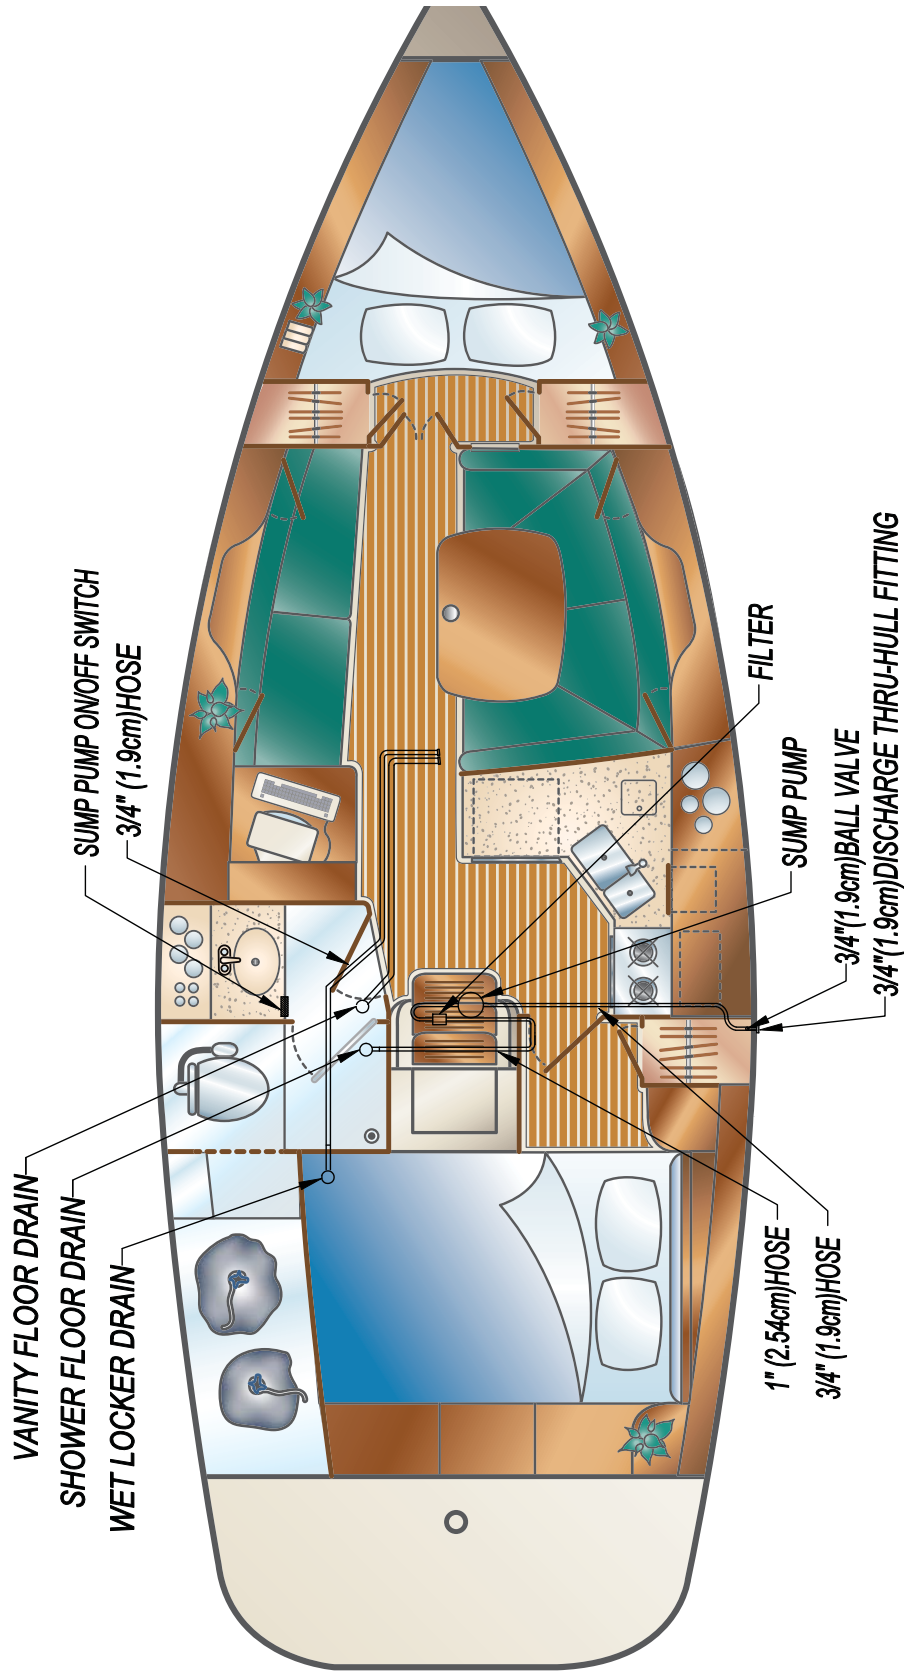 SUMP PUMP ON/OFF SWITCH
3/4" (1.9cm)HOSE
FILTER
SUMP PUMP
3/4"(1.9cm)BALL VALVE
3/4"(1.9cm)DISCHARGE THRU-HULL FITTING
VANITY FLOOR DRAIN
SHOWER FLOOR DRAIN
WET LOCKER DRAIN
1" (2.54cm)HOSE
3/4" (1.9cm)HOSE